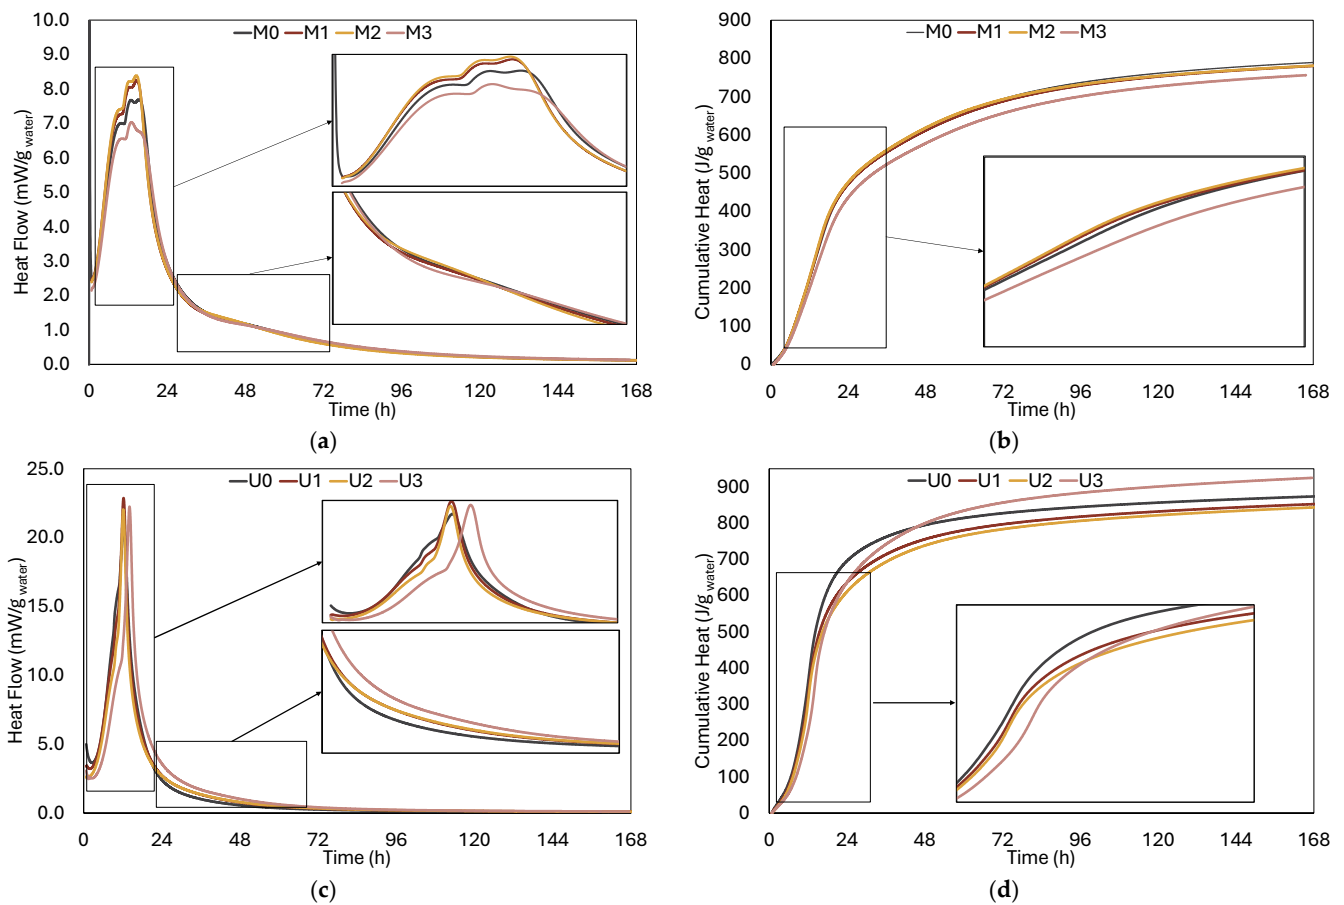 M0 M1 M2 M3
10.0
9.0
8.0
7.0
6.0
5.0
4.0
3.0
2.0
1.0
0.0
Heat Flow (mW/g water)
0 24 48 72 96 120 144 168
Time (h)
(a)
M0 M1 M2 M3
900
800
700
600
500
400
300
200
100
0
Cumulative Heat (J/g water)
0 24 48 72 96 120 144 168
Time (h)
(b)
U0 U1 U2 U3
25.0
20.0
15.0
10.0
5.0
0.0
Heat Flow (mW/g water)
0 24 48 72 96 120 144 168
Time (h)
(c)
U0 U1 U2 U3
900
800
700
600
500
400
300
200
100
0
Cumulative Heat (J/g water)
0 24 48 72 96 120 144 168
Time (h)
(d)